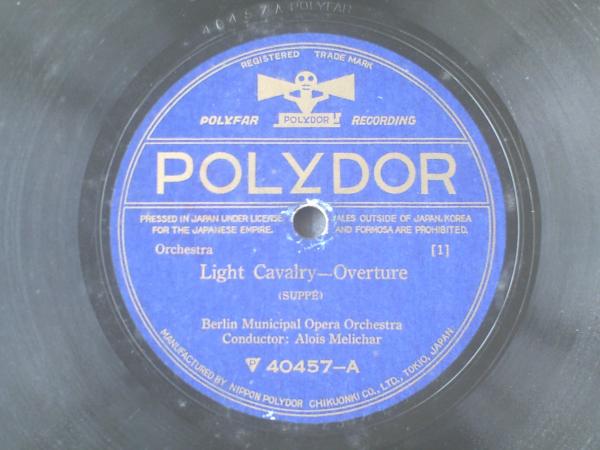 40457 A POLYFAR
REGISTERED TRADE MARK
POLYFAR POLYDOR RECORDING
POLYDOR
PRESSED IN JAPAN UNDER LICENSE SALES OUTSIDE OF JAPAN, KOREA
FOR THE JAPANESE EMPIRE. AND FORMOSA ARE PROHIBITED.
Orchestra [1]
Light Cavalry—Overture
(SUPPÉ)
Berlin Municipal Opera Orchestra
Conductor: Alois Melichar
P 40457-A
MANUFACTURED BY NIPPON POLYDOR CHIKUONKI CO., LTD., TOKIO, JAPAN.